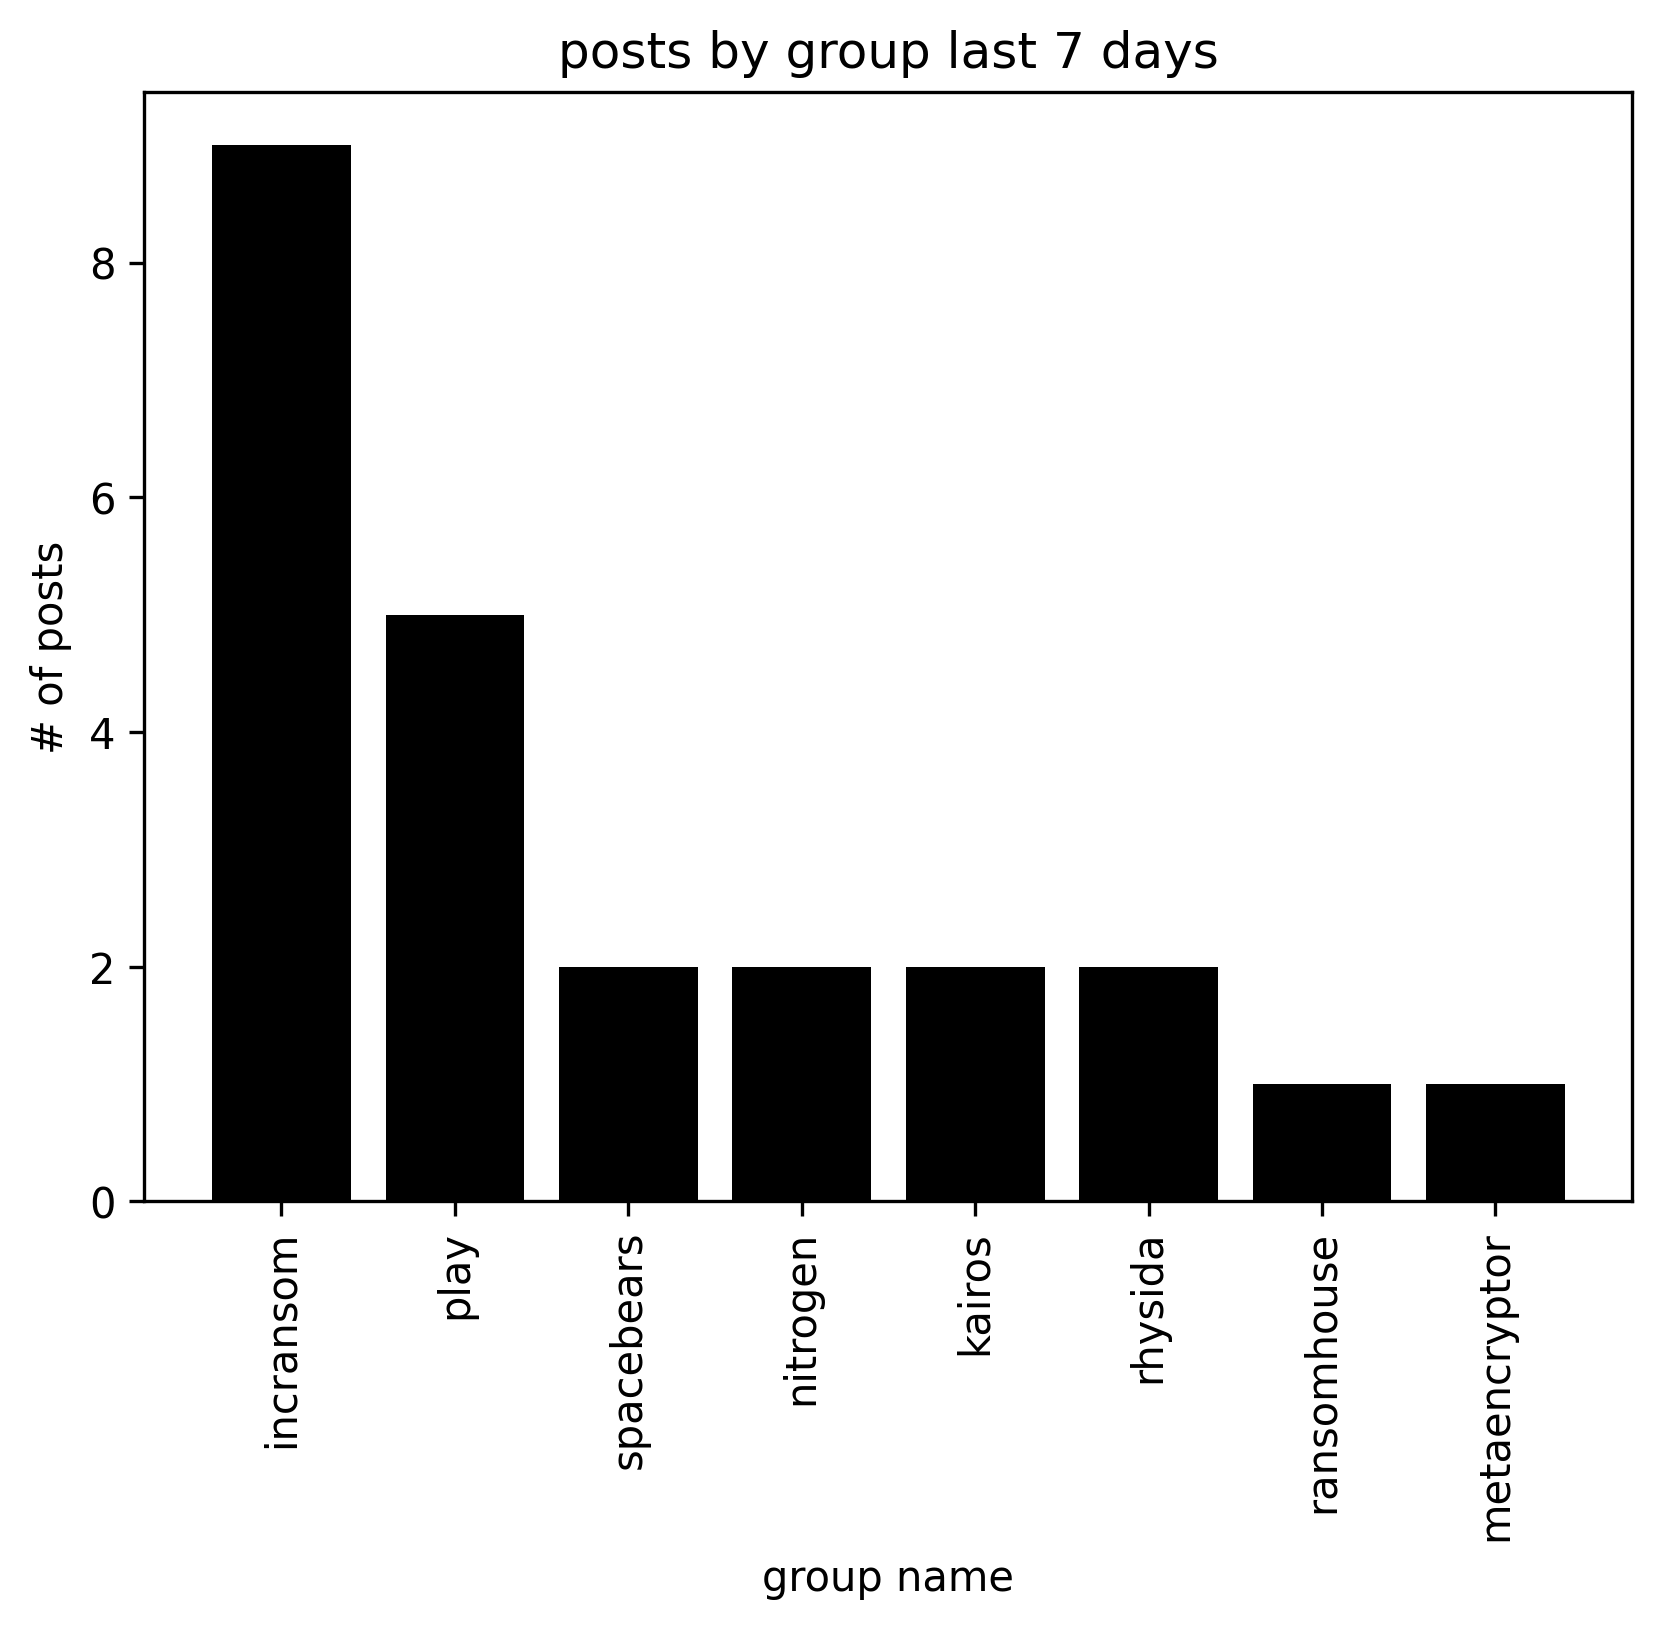 posts by group last 7 days
# of posts
8
6
4
2
0
incransom
play
spacebears
nitrogen
kairos
rhysida
ransomhouse
metaencryptor
group name